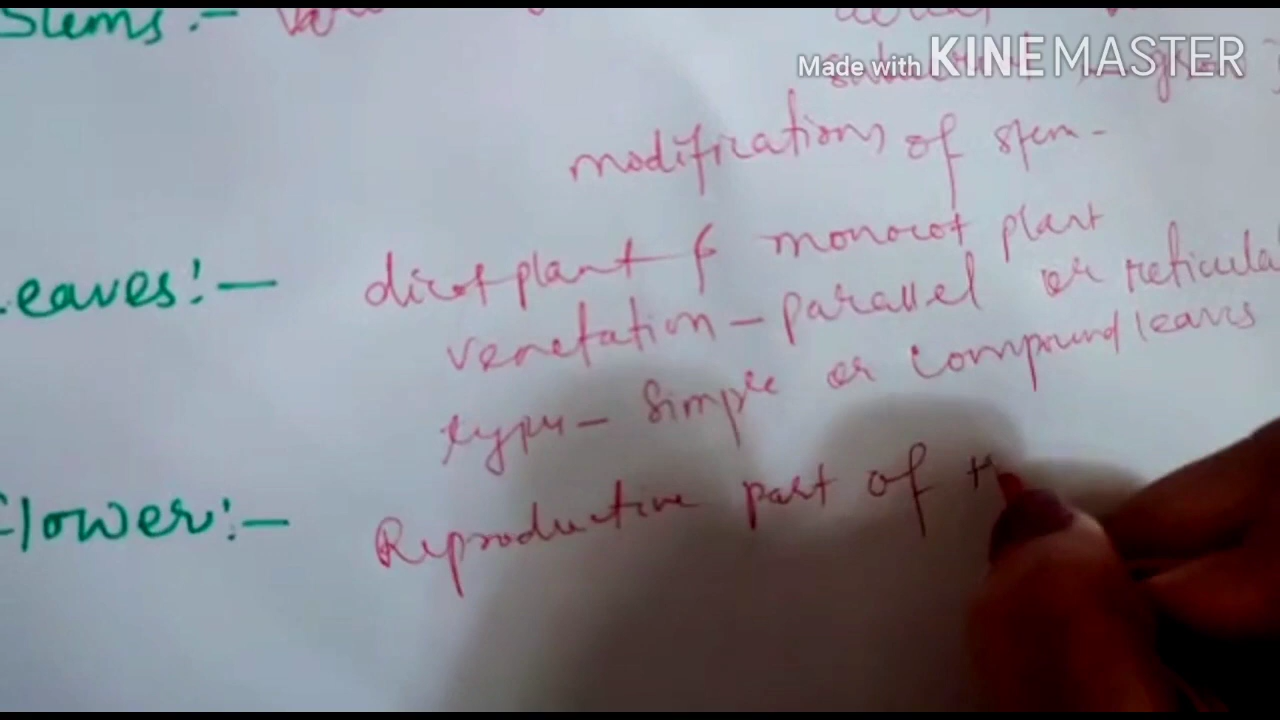 Stems:-
Made with KINEMASTER
modifications of stem -
Leaves:- dicot plant & monocot plant
venetation - parallel or reticula
type - Simple or compound leaves
Flower:- Reproductive part of